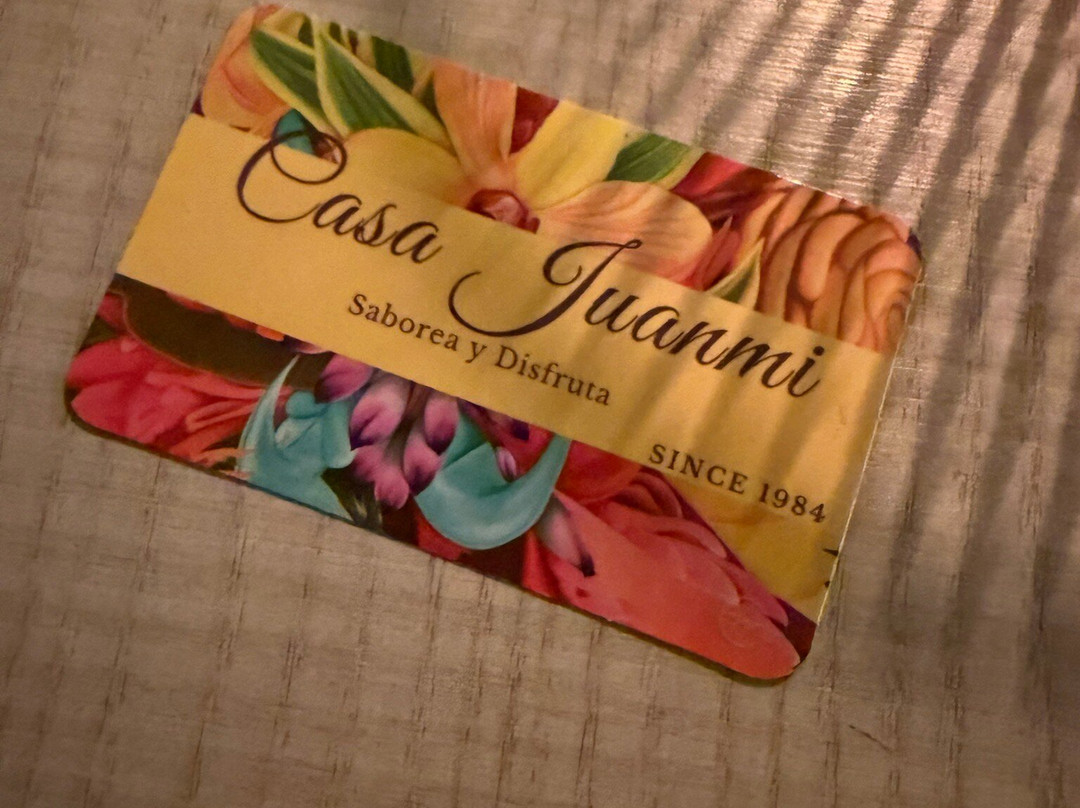 Casa Juanmi
Saborea y Disfruta
SINCE 1984